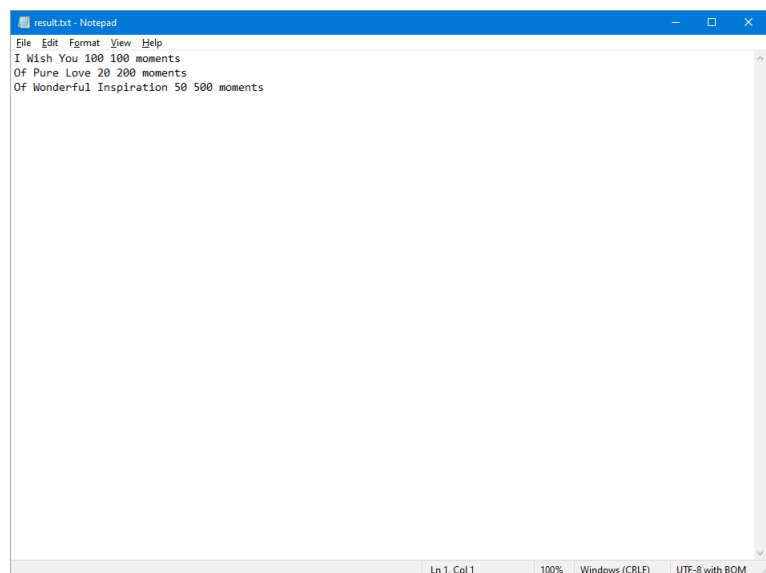 result.txt - Notepad
File Edit Format View Help
I Wish You 100 100 moments
Of Pure Love 20 200 moments
Of Wonderful Inspiration 50 500 moments
Ln 1, Col 1 100% Windows (CRLF) UTF-8 with BOM